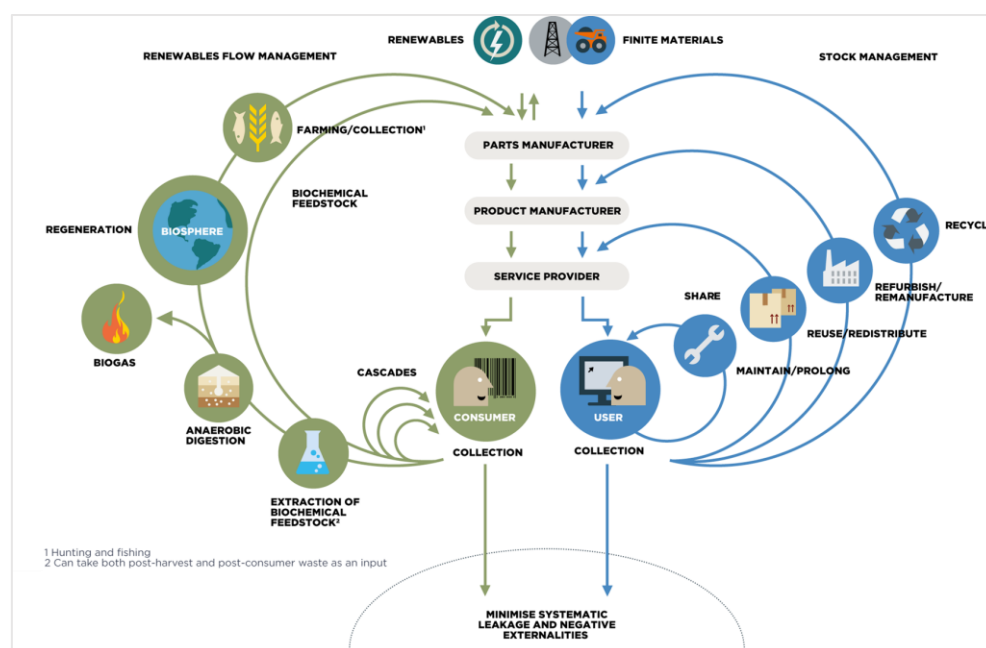 RENEWABLES
FINITE MATERIALS
RENEWABLES FLOW MANAGEMENT
STOCK MANAGEMENT
FARMING/COLLECTION¹
PARTS MANUFACTURER
BIOCHEMICAL
FEEDSTOCK
PRODUCT MANUFACTURER
REGENERATION
BIOSPHERE
RECYCL
SERVICE PROVIDER
REFURBISH/
REMANUFACTURE
SHARE
REUSE/REDISTRIBUTE
BIOGAS
CASCADES
MAINTAIN/PROLONG
CONSUMER
USER
ANAEROBIC
DIGESTION
COLLECTION
COLLECTION
EXTRACTION OF
BIOCHEMICAL
FEEDSTOCK²
1 Hunting and fishing
2 Can take both post-harvest and post-consumer waste as an input
MINIMISE SYSTEMATIC
LEAKAGE AND NEGATIVE
EXTERNALITIES